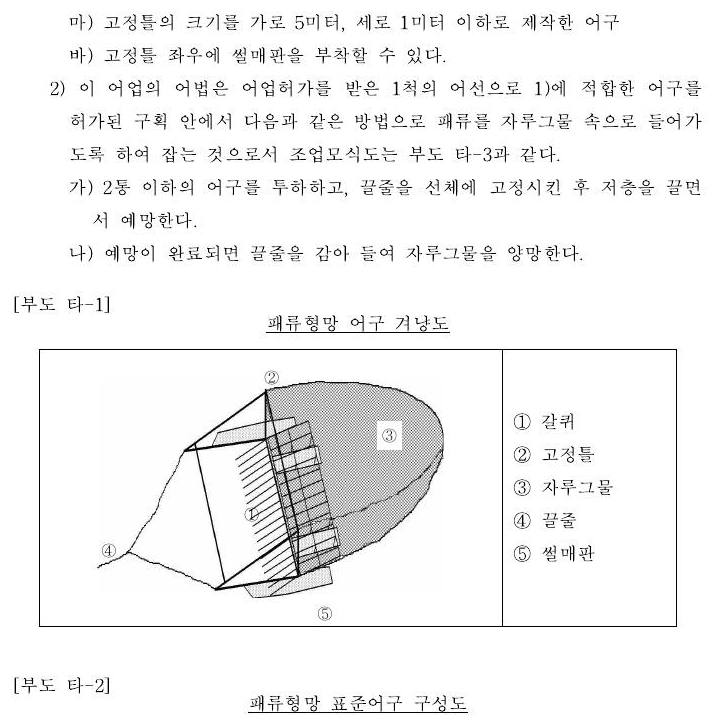 마) 고정틀의 크기를 가로 5미터, 세로 1미터 이하로 제작한 어구
바) 고정틀 좌우에 썰매판을 부착할 수 있다.
2) 이 어업의 어법은 어업허가를 받은 1척의 어선으로 1)에 적합한 어구를
허가된 구획 안에서 다음과 같은 방법으로 패류를 자루그물 속으로 들어가
도록 하여 잡는 것으로서 조업모식도는 부도 타-3과 같다.
가) 2통 이하의 어구를 투하하고, 끌줄을 선체에 고정시킨 후 저층을 끌면
서 예망한다.
나) 예망이 완료되면 끌줄을 감아 들여 자루그물을 양망한다.
[부도 타-1]
패류형망 어구 겨냥도
②
③
①
④
⑤
① 갈퀴
② 고정틀
③ 자루그물
④ 끌줄
⑤ 썰매판
[부도 타-2]
패류형망 표준어구 구성도